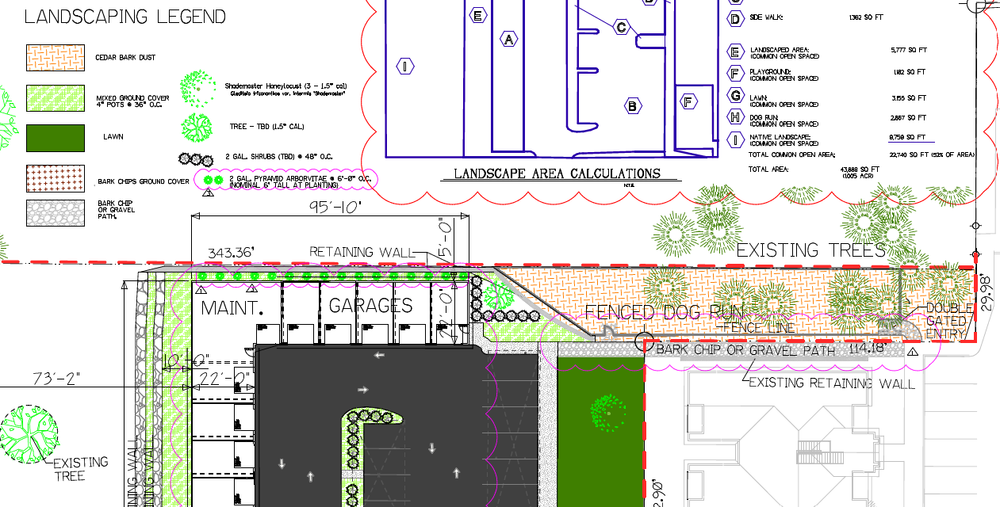 LANDSCAPING LEGEND
CEDAR BARK DUST
MIXED GROUND COVER
4" POTS @ 36" O.C.
LAWN
BARK CHIPS GROUND COVER
BARK CHIP
OR GRAVEL
PATH.
Shademaster Honeylocust (3 - 1.5" cal)
TREE - TBD (1.5" CAL)
2 GAL. SHRUBS (TBD) @ 48" O.C.
2 GAL. PYRAMID ARBORVITAE @ 6'-0" O.C.
(NOMINAL 6' TALL AT PLANTING)
3
E
A
C
I
B
F
LANDSCAPE AREA CALCULATIONS
N.T.S.
D SIDE WALK: 1,362 SQ FT
E LANDSCAPED AREA: 5,777 SQ FT
(COMMON OPEN SPACE)
F PLAYGROUND: 1,182 SQ FT
(COMMON OPEN SPACE)
G LAWN: 3,155 SQ FT
(COMMON OPEN SPACE)
H DOG RUN: 2,867 SQ FT
(COMMON OPEN SPACE)
I NATIVE LANDSCAPE:
(COMMON OPEN SPACE)
TOTAL COMMON OPEN AREA: 22,740 SQ FT (52% OF AREA)
TOTAL AREA: 43,888 SQ FT
(1.005 ACR)
95'-10"
5'-0"
343.36'
RETAINING WALL
EXISTING TREES
29.98'
1
3
MAINT.
GARAGES
FENCED DOG RUN
FENCE LINE
DOUBLE
GATED
ENTRY
BARK CHIP OR GRAVEL PATH
114.18'
1
EXISTING RETAINING WALL
73'-2"
22'-0"
EXISTING
TREE
2.90'